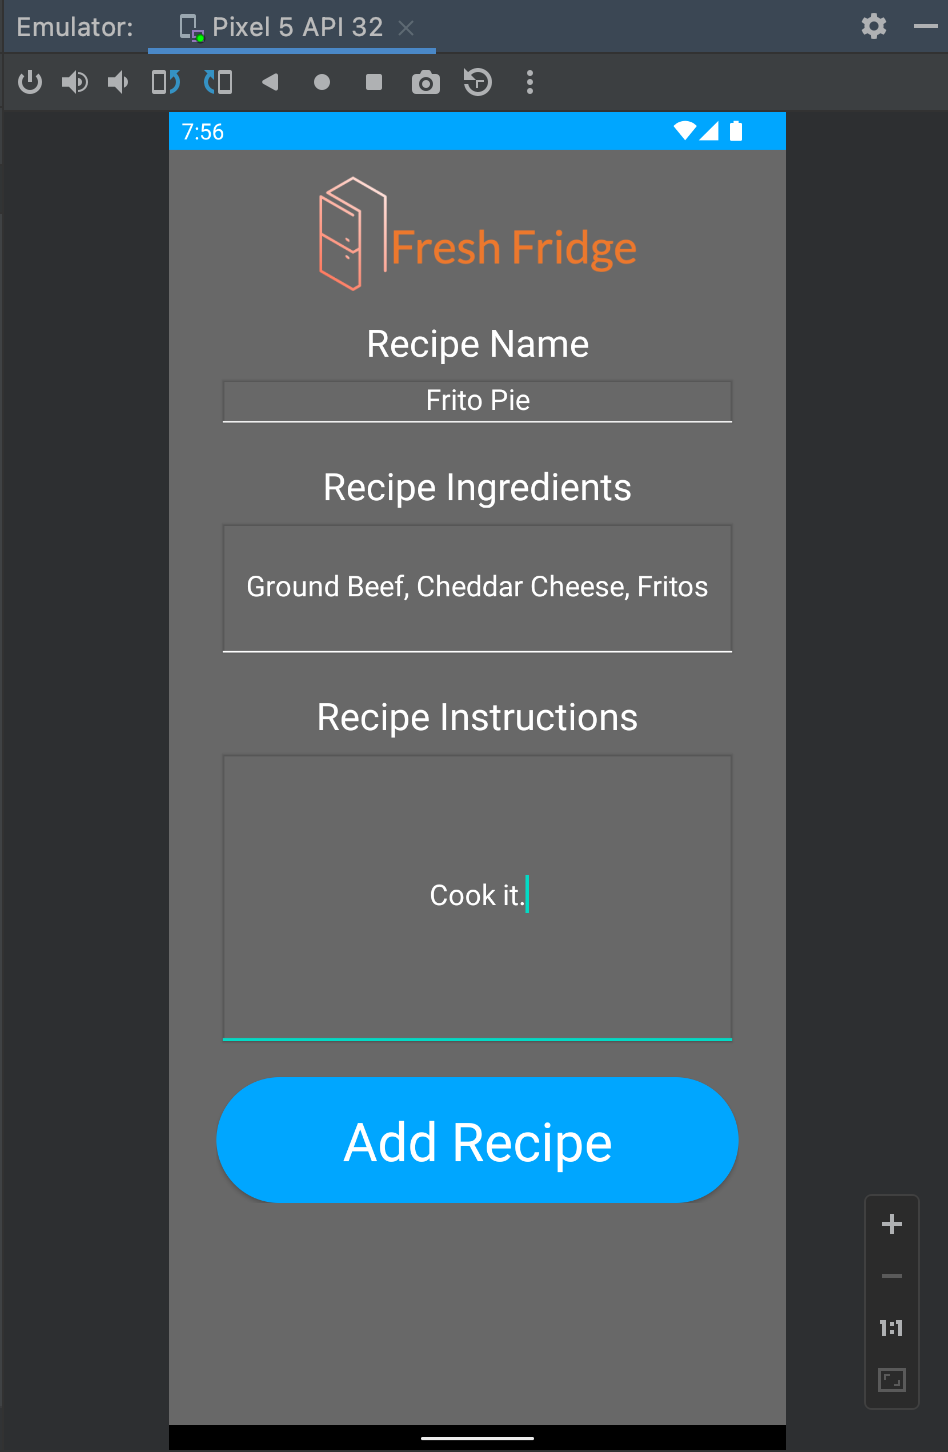 Emulator: Pixel 5 API 32
7:56
Fresh Fridge
Recipe Name
Frito Pie
Recipe Ingredients
Ground Beef, Cheddar Cheese, Fritos
Recipe Instructions
Cook it.
Add Recipe
1:1